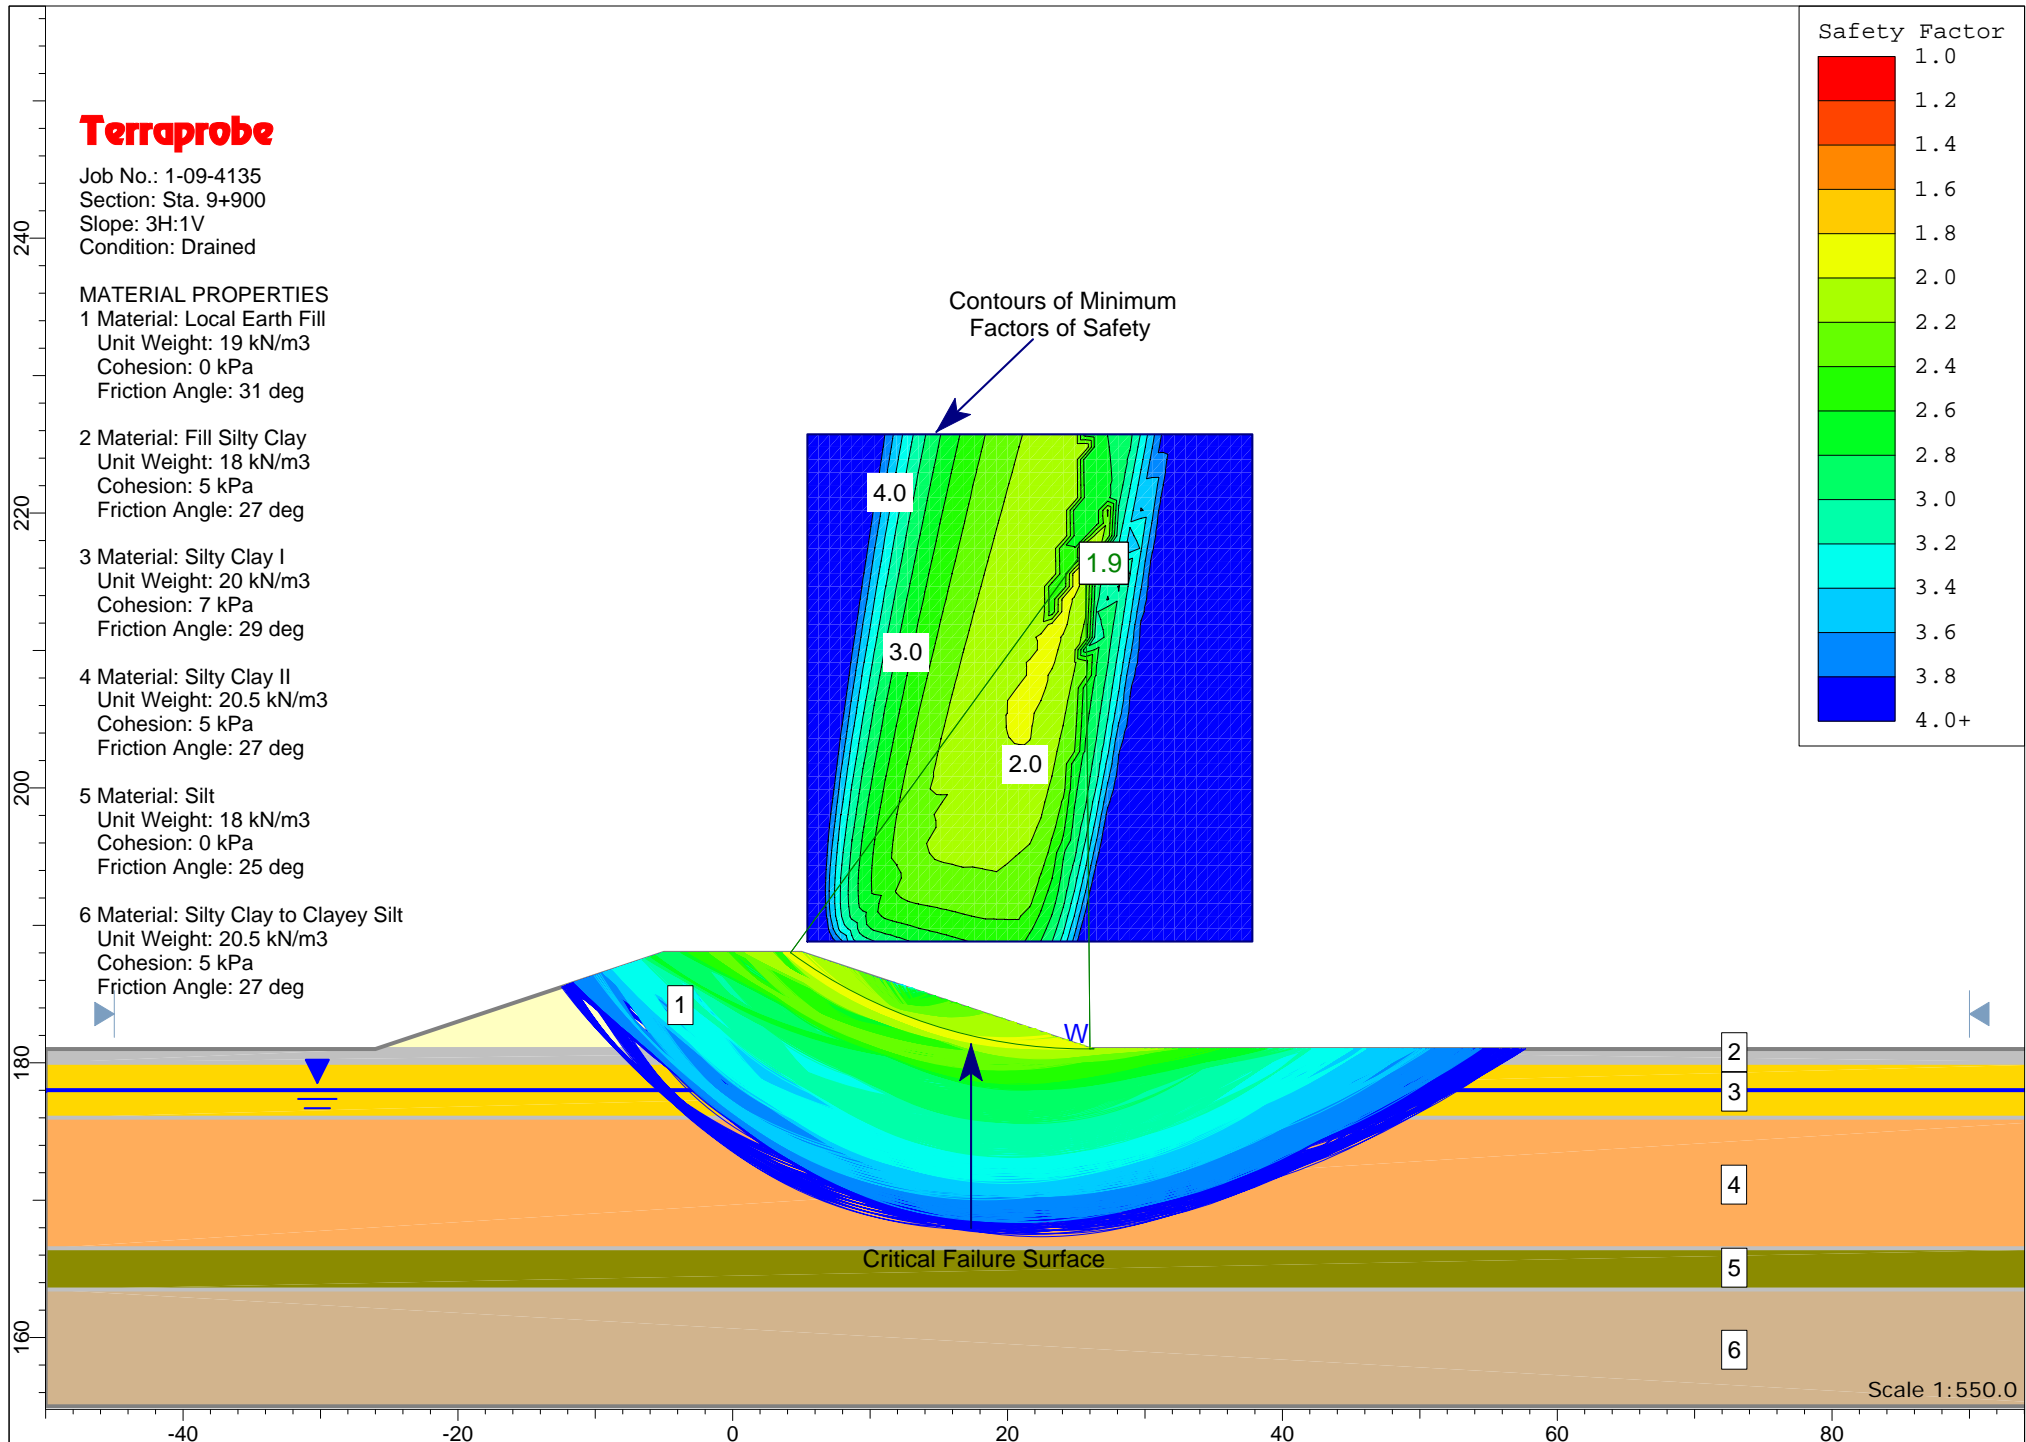 Terraprobe
Job No.: 1-09-4135
Section: Sta. 9+900
Slope: 3H:1V
Condition: Drained
MATERIAL PROPERTIES
1 Material: Local Earth Fill
Unit Weight: 19 kN/m3
Cohesion: 0 kPa
Friction Angle: 31 deg
2 Material: Fill Silty Clay
Unit Weight: 18 kN/m3
Cohesion: 5 kPa
Friction Angle: 27 deg
3 Material: Silty Clay I
Unit Weight: 20 kN/m3
Cohesion: 7 kPa
Friction Angle: 29 deg
4 Material: Silty Clay II
Unit Weight: 20.5 kN/m3
Cohesion: 5 kPa
Friction Angle: 27 deg
5 Material: Silt
Unit Weight: 18 kN/m3
Cohesion: 0 kPa
Friction Angle: 25 deg
6 Material: Silty Clay to Clayey Silt
Unit Weight: 20.5 kN/m3
Cohesion: 5 kPa
Friction Angle: 27 deg
Contours of Minimum
Factors of Safety
4.0
1.9
3.0
2.0
Safety Factor
1.0
1.2
1.4
1.6
1.8
2.0
2.2
2.4
2.6
2.8
3.0
3.2
3.4
3.6
3.8
4.0+
1
W
2
3
4
5
6
Critical Failure Surface
Scale 1:550.0
240
220
200
180
160
-40
-20
0
20
40
60
80